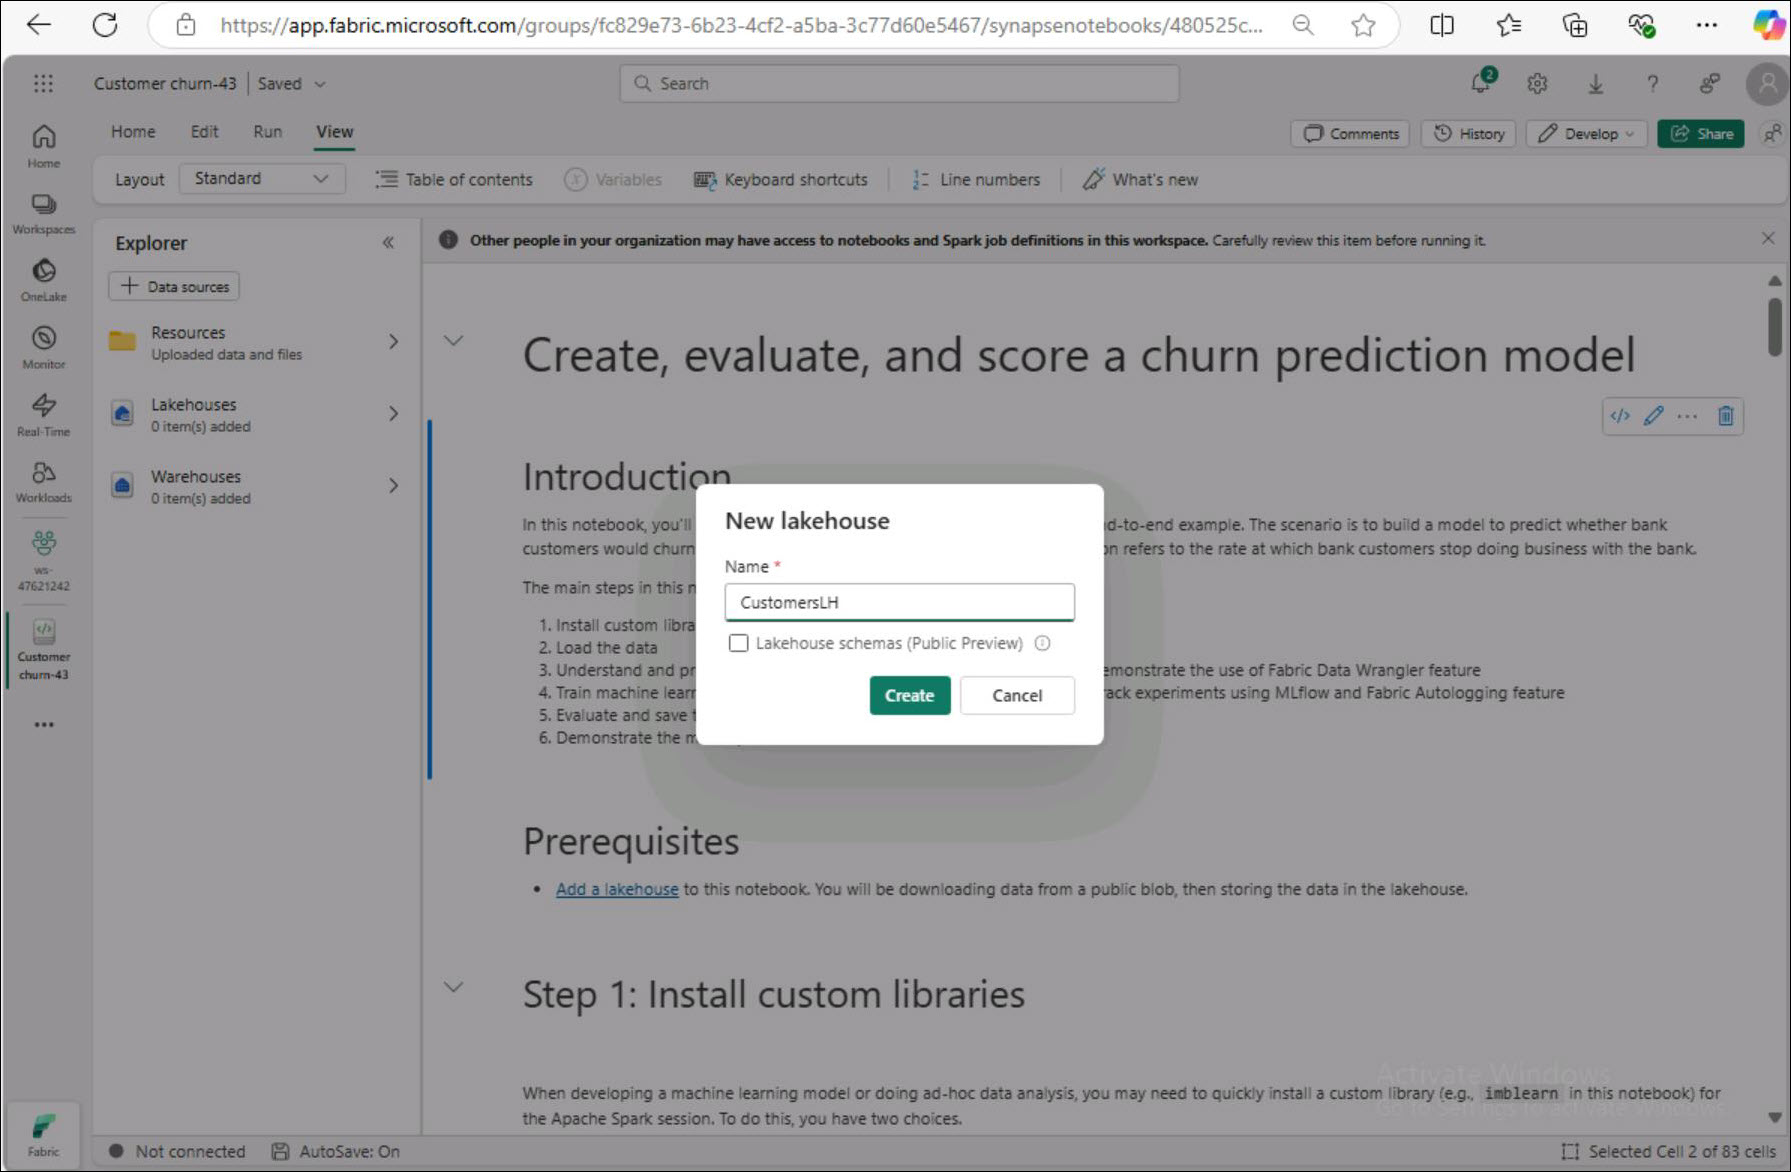 https://app.fabric.microsoft.com/groups/fc829e73-6b23-4cf2-a5ba-3c77d60e5467/synapsenotebooks/480525c...
Customer churn-43 Saved
Search
2
Home Edit Run View
Comments History Develop Share
Layout Standard Table of contents Variables Keyboard shortcuts Line numbers What's new
Home
Workspaces
OneLake
Monitor
Real-Time
Workloads
ws-
47621242
Customer
churn-43
Fabric
Explorer
Data sources
Resources
Uploaded data and files
Lakehouses
0 item(s) added
Warehouses
0 item(s) added
Other people in your organization may have access to notebooks and Spark job definitions in this workspace. Carefully review this item before running it.
Create, evaluate, and score a churn prediction model
Introduction
In this notebook, you'll d-to-end example. The scenario is to build a model to predict whether bank
customers would churn on refers to the rate at which bank customers stop doing business with the bank.
The main steps in this n
1. Install custom libra
2. Load the data
3. Understand and pr emonstrate the use of Fabric Data Wrangler feature
4. Train machine learn rack experiments using MLflow and Fabric Autologging feature
5. Evaluate and save t
6. Demonstrate the m
New lakehouse
Name *
CustomersLH
Lakehouse schemas (Public Preview)
Create Cancel
Prerequisites
• Add a lakehouse to this notebook. You will be downloading data from a public blob, then storing the data in the lakehouse.
Step 1: Install custom libraries
When developing a machine learning model or doing ad-hoc data analysis, you may need to quickly install a custom library (e.g., imblearn in this notebook) for
the Apache Spark session. To do this, you have two choices.
Activate Windows
Go to Settings to activate Windows.
Not connected AutoSave: On
Selected Cell 2 of 83 cells